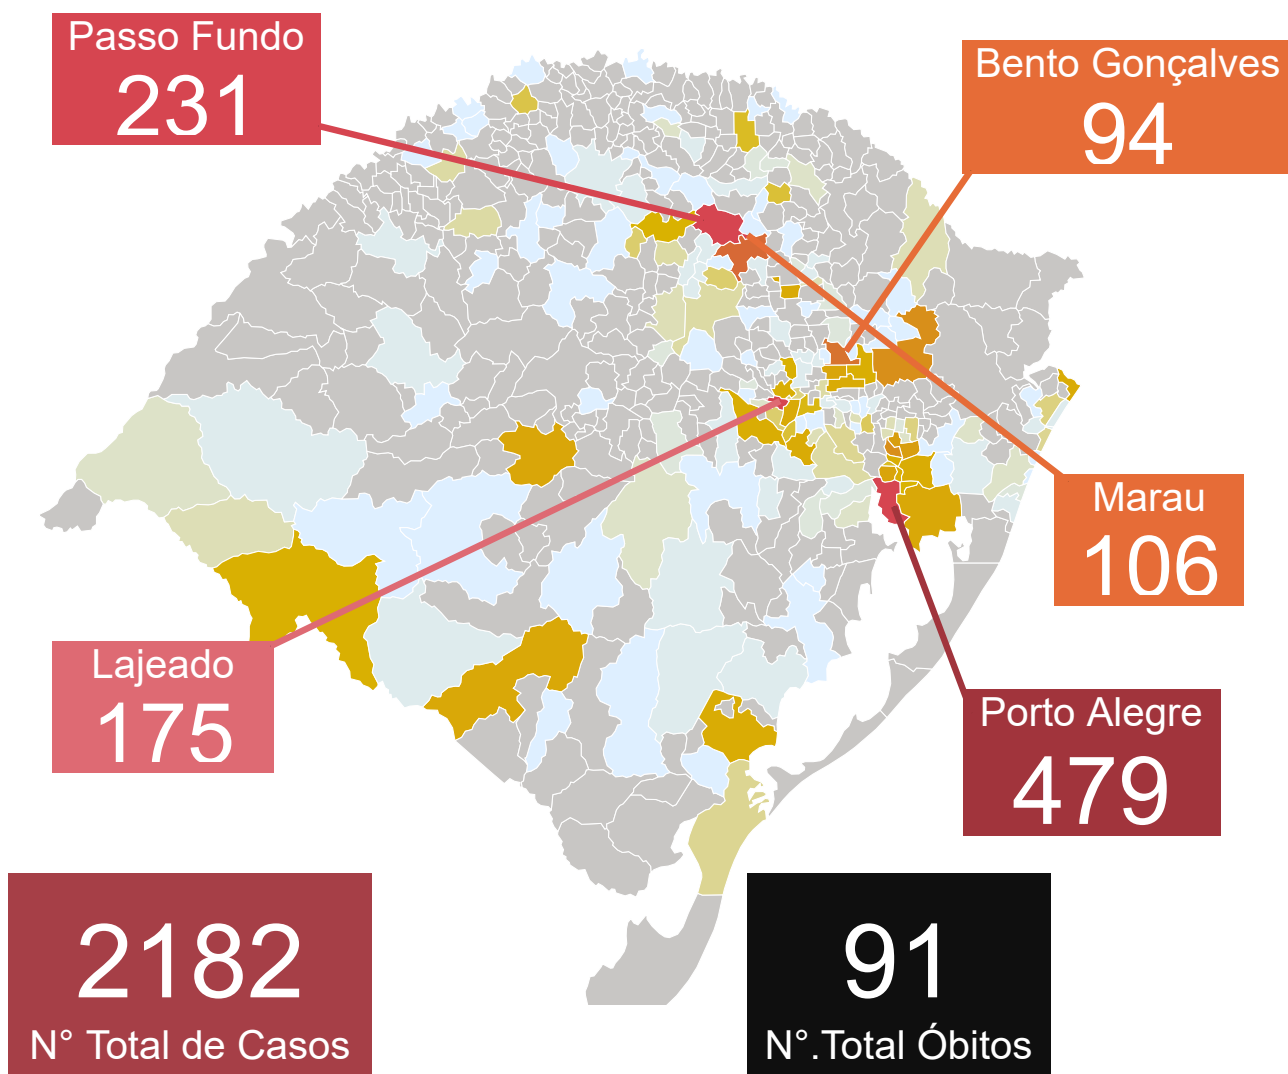 Passo Fundo
231
Bento Gonçalves
94
Marau
106
Lajeado
175
Porto Alegre
479
2182
N° Total de Casos
91
N°.Total Óbitos